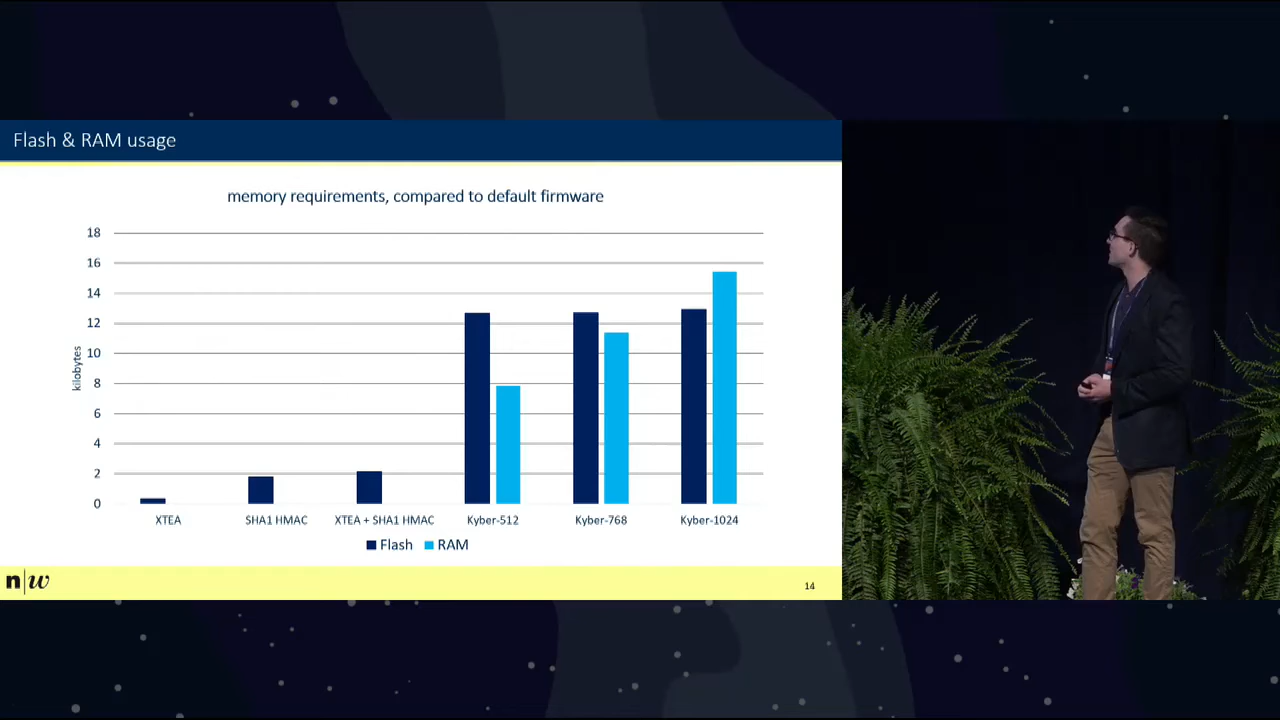 Flash & RAM usage
memory requirements, compared to default firmware
kilobytes
18
16
14
12
10
8
6
4
2
0
XTEA SHA1 HMAC XTEA + SHA1 HMAC Kyber-512 Kyber-768 Kyber-1024
Flash RAM
n|w
14